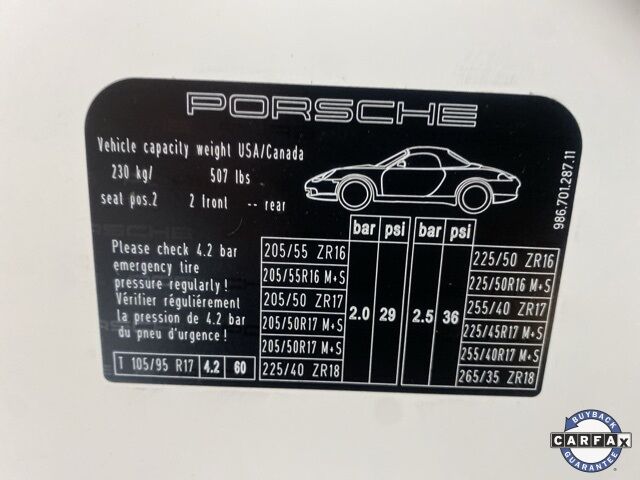 PORSCHE
Vehicle capacity weight USA/Canada
230 kg/ 507 lbs
seat pos.2 2 front -- rear
986.701.287.11
bar psi bar psi
Please check 4.2 bar
emergency tire
pressure regularly!
Vérifier réguliérement
la pression de 4.2 bar
du pneu d'urgence!
T 105/95 R17 4.2 60
205/55 ZR16
205/55R16 M+S
205/50 ZR17
205/50R17 M+S
205/50R17 M+S
225/40 ZR18
2.0 29 2.5 36
225/50 ZR16
225/50R16 M+S
255/40 ZR17
225/45R17 M+S
255/40R17 M+S
265/35 ZR18
BUYBACK
CARFAX
GUARANTEE